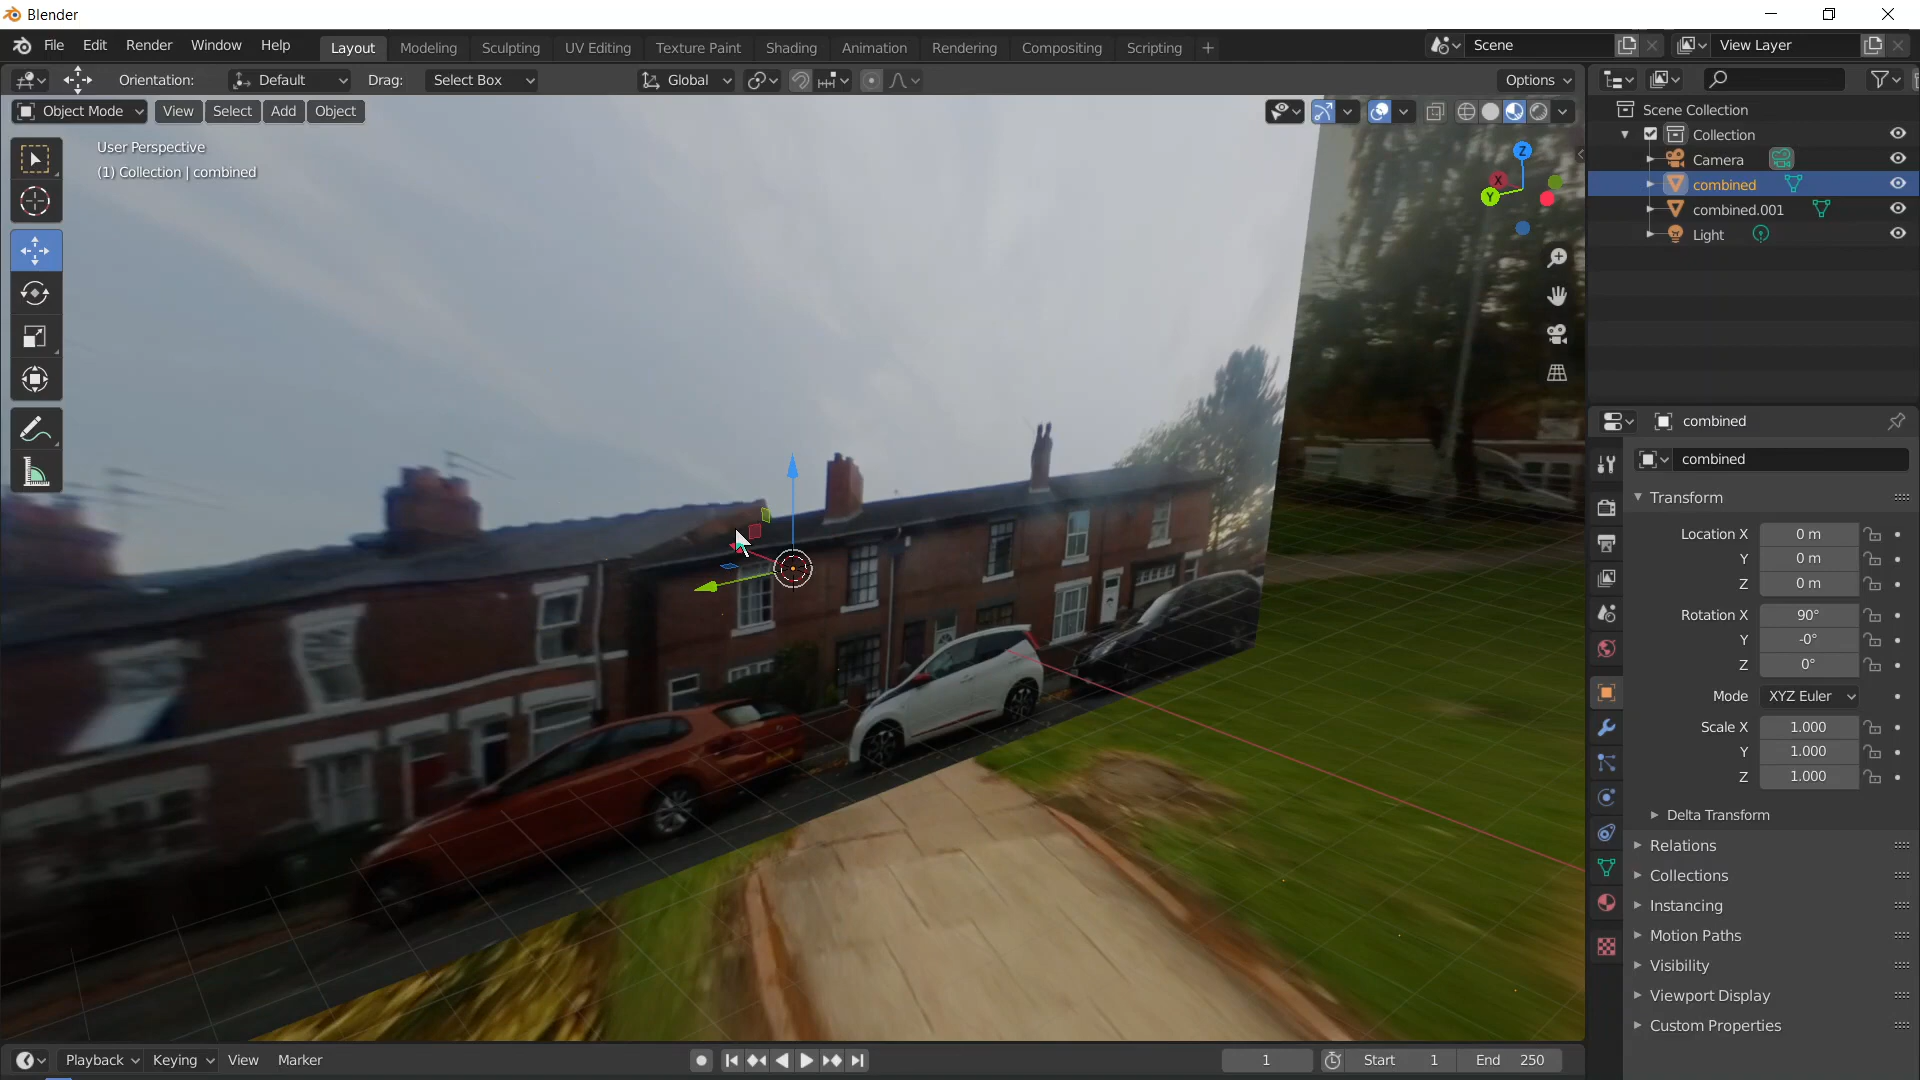 Blender
File Edit Render Window Help Layout Modeling Sculpting UV Editing Texture Paint Shading Animation Rendering Compositing Scripting + Scene View Layer
Orientation: Default Drag: Select Box Global Options
Object Mode View Select Add Object
User Perspective
(1) Collection | combined
Z
X
Y
Scene Collection
Collection
Camera
combined
combined.001
Light
combined
combined
Transform
Location X 0 m
Y 0 m
Z 0 m
Rotation X 90°
Y -0°
Z 0°
Mode XYZ Euler
Scale X 1.000
Y 1.000
Z 1.000
Delta Transform
Relations
Collections
Instancing
Motion Paths
Visibility
Viewport Display
Custom Properties
Playback Keying View Marker 1 Start 1 End 250